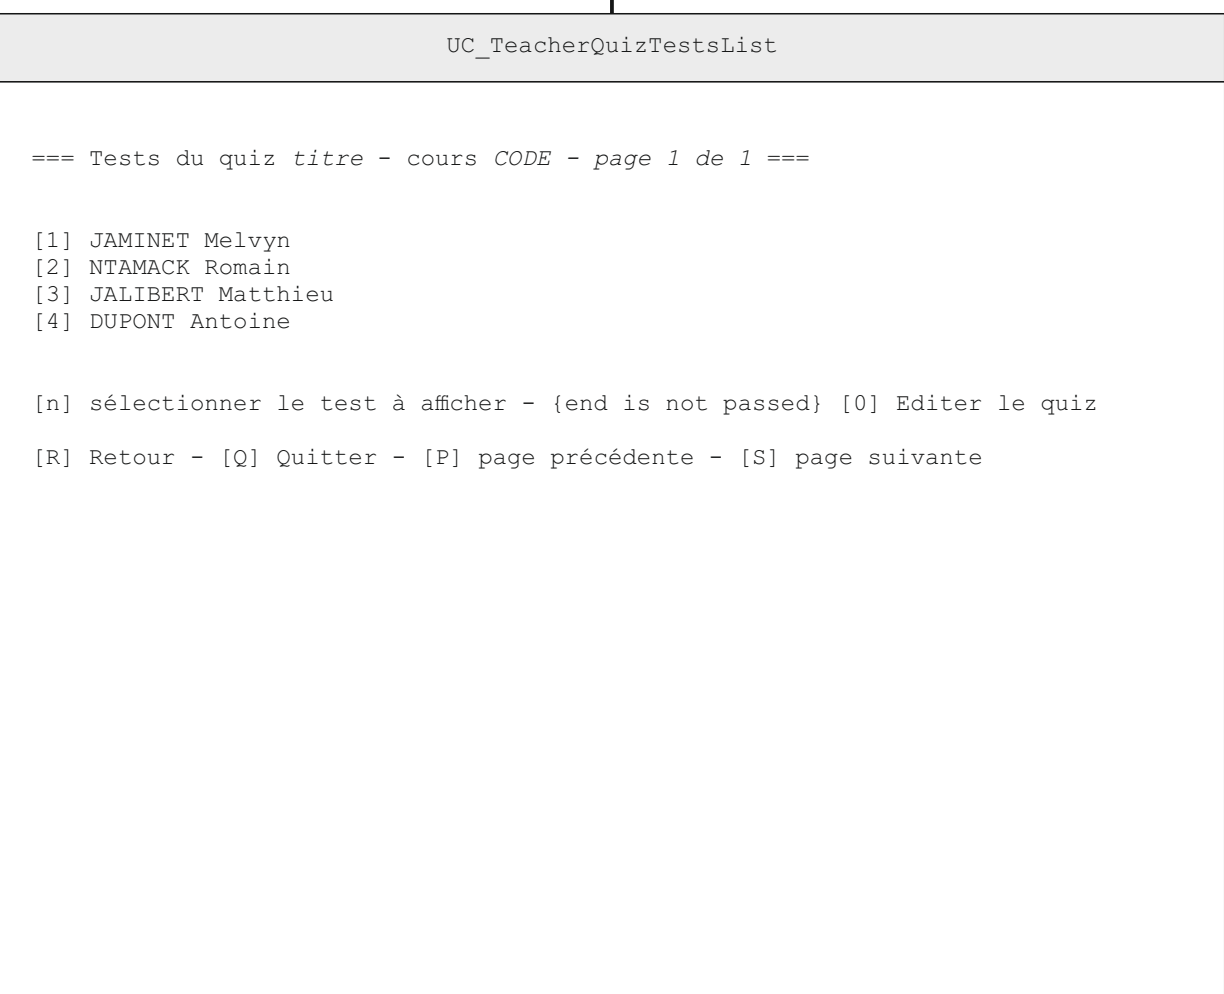 UC_TeacherQuizTestsList
=== Tests du quiz titre - cours CODE - page 1 de 1 ===
[1] JAMINET Melvyn
[2] NTAMACK Romain
[3] JALIBERT Matthieu
[4] DUPONT Antoine
[n] sélectionner le test à afficher - {end is not passed} [0] Editer le quiz
[R] Retour - [Q] Quitter - [P] page précédente - [S] page suivante